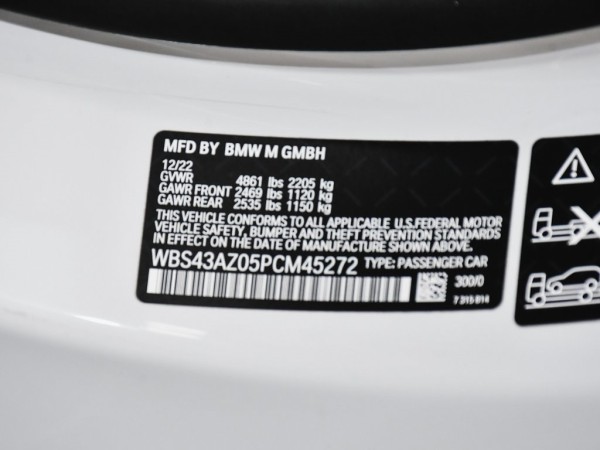 MFD BY BMW M GMBH
12/22
GVWR 4861 lbs 2205 kg
GAWR FRONT 2469 lbs 1120 kg
GAWR REAR 2535 lbs 1150 kg
THIS VEHICLE CONFORMS TO ALL APPLICABLE U.S.FEDERAL MOTOR
VEHICLE SAFETY, BUMPER AND THEFT PREVENTION STANDARDS
IN EFFECT ON THE DATE OF MANUFACTURE SHOWN ABOVE.
WBS43AZ05PCM45272 TYPE: PASSENGER CAR
300/0